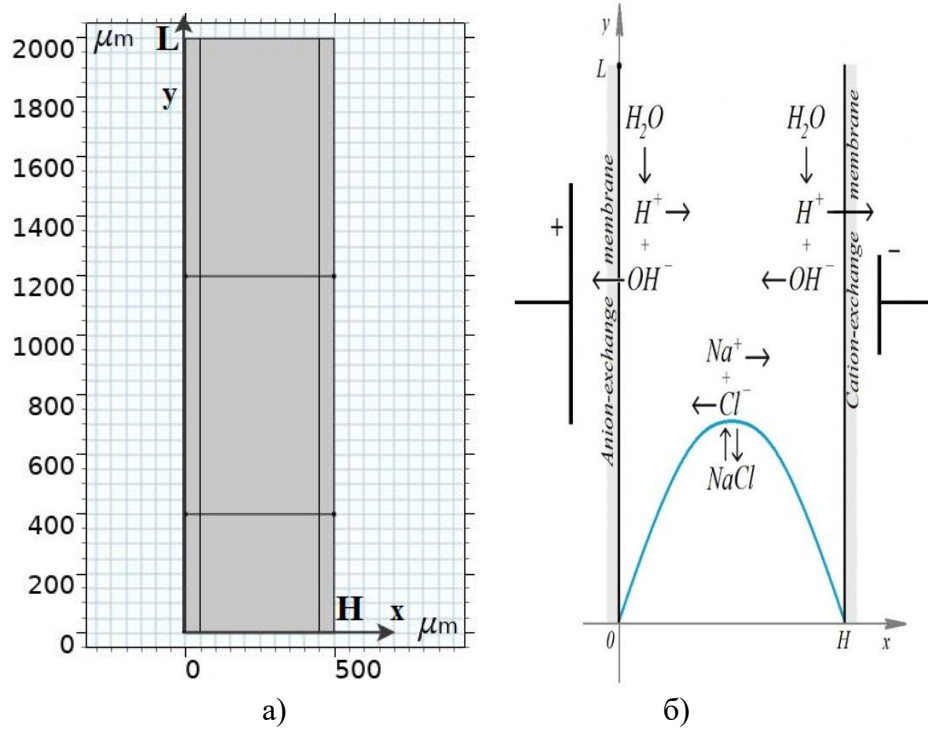 μm
L
y
2000
1800
1600
1400
1200
1000
800
600
400
200
0
H x
μm
0 500
а)
y
L
H₂O H₂O
Anion-exchange membrane
Cation-exchange membrane
+
−
H⁺ → H⁺ →
+ +
← OH⁻ ← OH⁻
Na⁺ →
+
← Cl⁻
↑↓
NaCl
0 H x
б)